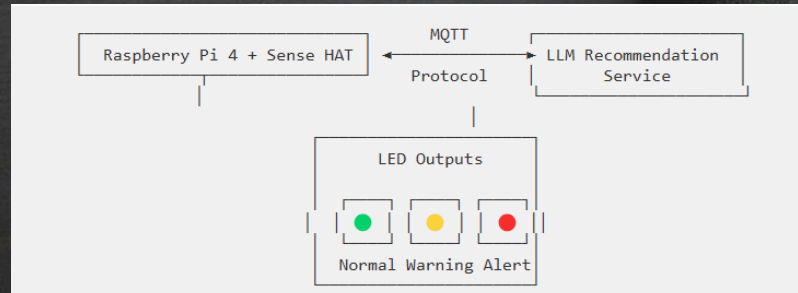 MQTT
Raspberry Pi 4 + Sense HAT
LLM Recommendation
Service
Protocol
LED Outputs
Normal Warning Alert